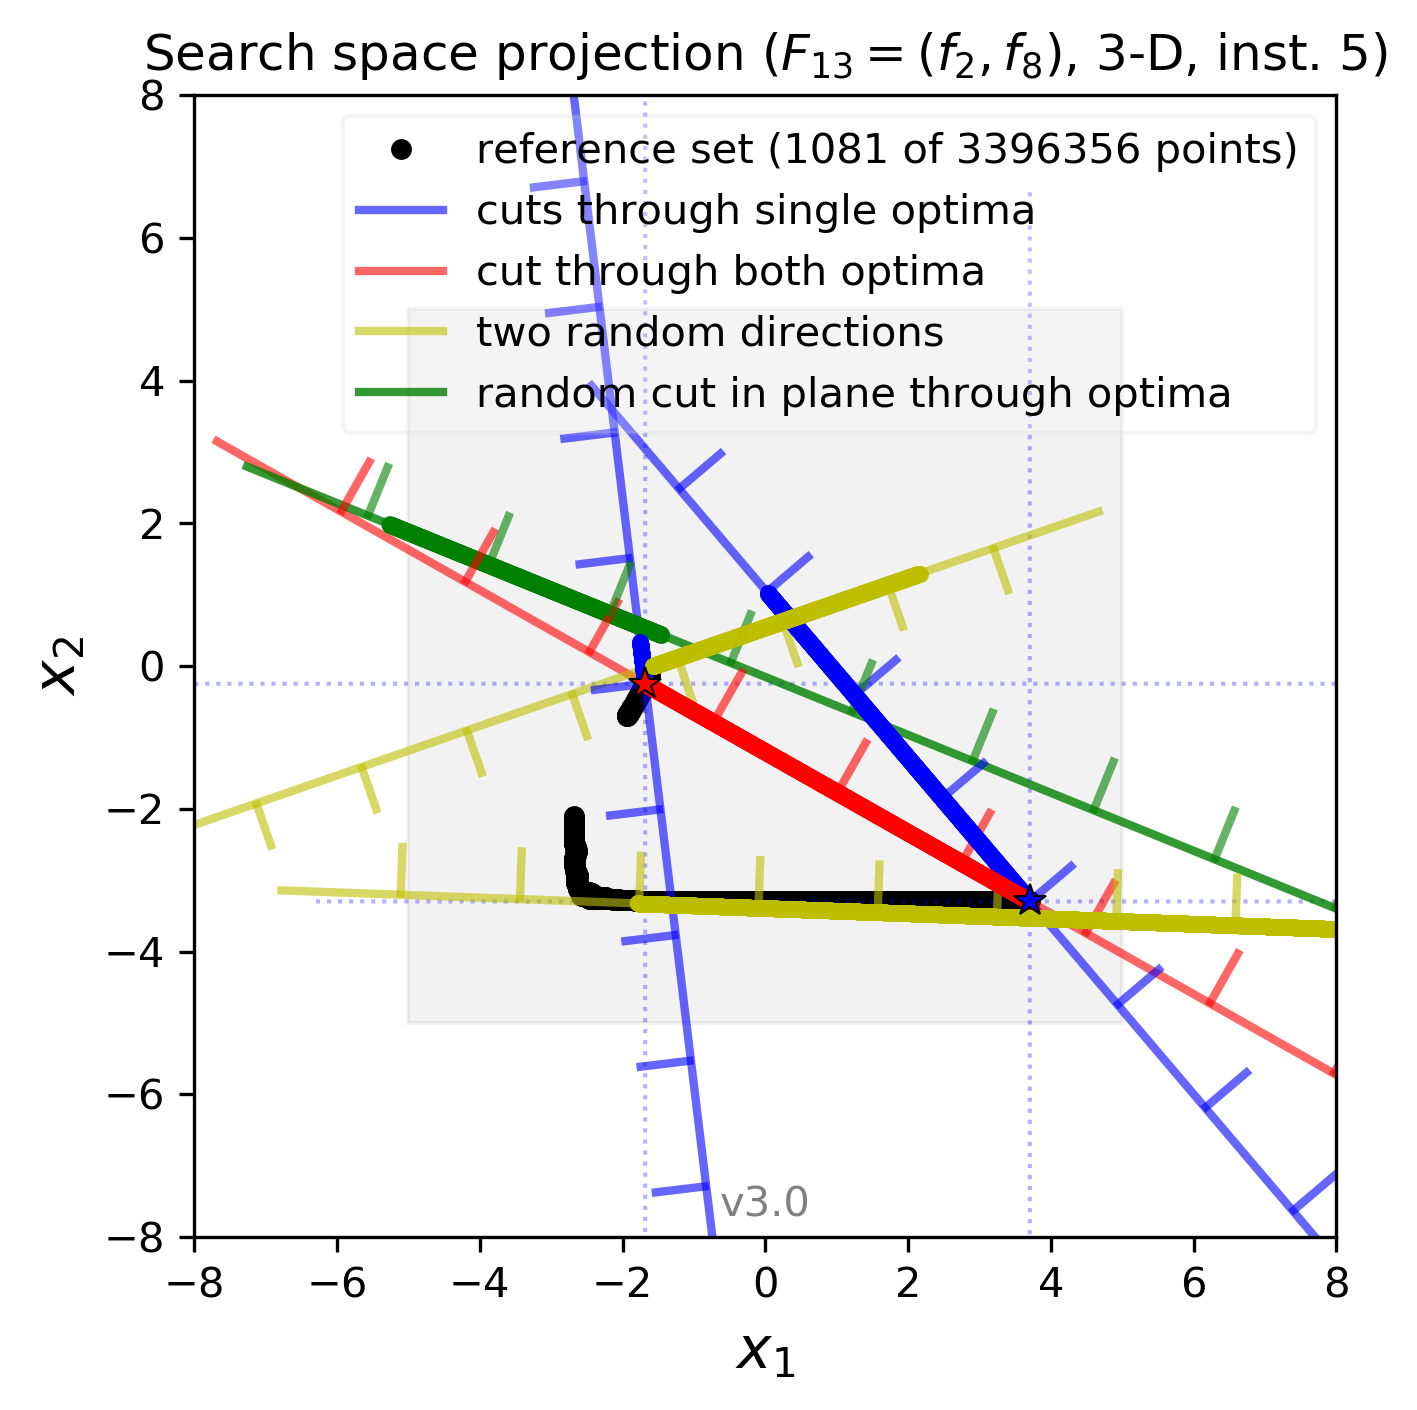 Search space projection (F₁₃ = (f₂, f₈), 3-D, inst. 5)
reference set (1081 of 3396356 points)
cuts through single optima
cut through both optima
two random directions
random cut in plane through optima
8
6
4
2
0
−2
−4
−6
−8
x₂
v3.0
−8 −6 −4 −2 0 2 4 6 8
x₁